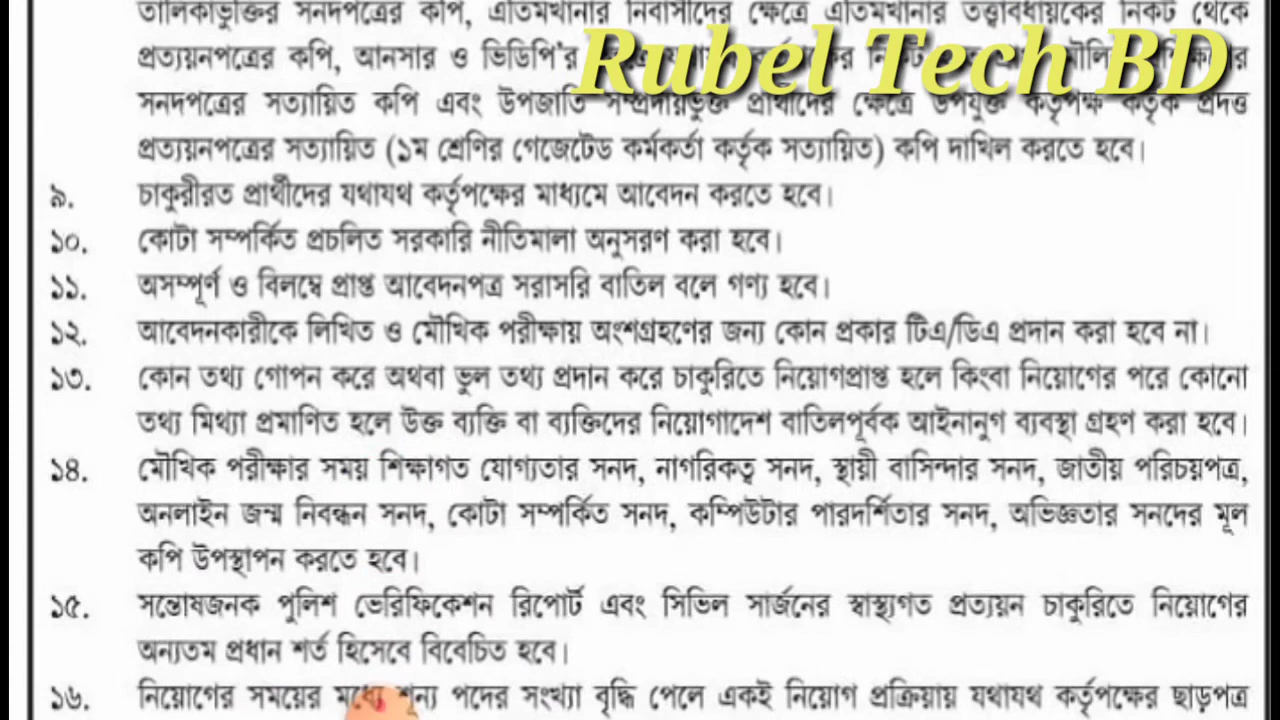 তালিকাভুক্তির সনদপত্রের কপি, এতিমখানার নিবাসীদের ক্ষেত্রে এতিমখানার তত্ত্বাবধায়কের নিকট থেকে
Rubel Tech BD
প্রত্যয়নপত্রের কপি, আনসার ও ভিডিপি'র
সনদপত্রের সত্যায়িত কপি এবং উপজাতি সম্প্রদায়ভুক্ত প্রার্থীদের ক্ষেত্রে উপযুক্ত কর্তৃপক্ষ কর্তৃক প্রদত্ত
প্রত্যয়নপত্রের সত্যায়িত (১ম শ্রেণির গেজেটেড কর্মকর্তা কর্তৃক সত্যায়িত) কপি দাখিল করতে হবে।
৯. চাকুরীরত প্রার্থীদের যথাযথ কর্তৃপক্ষের মাধ্যমে আবেদন করতে হবে।
১০. কোটা সম্পর্কিত প্রচলিত সরকারি নীতিমালা অনুসরণ করা হবে।
১১. অসম্পূর্ণ ও বিলম্বে প্রাপ্ত আবেদনপত্র সরাসরি বাতিল বলে গণ্য হবে।
১২. আবেদনকারীকে লিখিত ও মৌখিক পরীক্ষায় অংশগ্রহণের জন্য কোন প্রকার টিএ/ডিএ প্রদান করা হবে না।
১৩. কোন তথ্য গোপন করে অথবা ভুল তথ্য প্রদান করে চাকুরিতে নিয়োগপ্রাপ্ত হলে কিংবা নিয়োগের পরে কোনো
তথ্য মিথ্যা প্রমাণিত হলে উক্ত ব্যক্তি বা ব্যক্তিদের নিয়োগাদেশ বাতিলপূর্বক আইনানুগ ব্যবস্থা গ্রহণ করা হবে।
১৪. মৌখিক পরীক্ষার সময় শিক্ষাগত যোগ্যতার সনদ, নাগরিকত্ব সনদ, স্থায়ী বাসিন্দার সনদ, জাতীয় পরিচয়পত্র,
অনলাইন জন্ম নিবন্ধন সনদ, কোটা সম্পর্কিত সনদ, কম্পিউটার পারদর্শিতার সনদ, অভিজ্ঞতার সনদের মূল
কপি উপস্থাপন করতে হবে।
১৫. সন্তোষজনক পুলিশ ভেরিফিকেশন রিপোর্ট এবং সিভিল সার্জনের স্বাস্থ্যগত প্রত্যয়ন চাকুরিতে নিয়োগের
অন্যতম প্রধান শর্ত হিসেবে বিবেচিত হবে।
১৬. নিয়োগের সময়ের মধ্যে শূন্য পদের সংখ্যা বৃদ্ধি পেলে একই নিয়োগ প্রক্রিয়ায় যথাযথ কর্তৃপক্ষের ছাড়পত্র